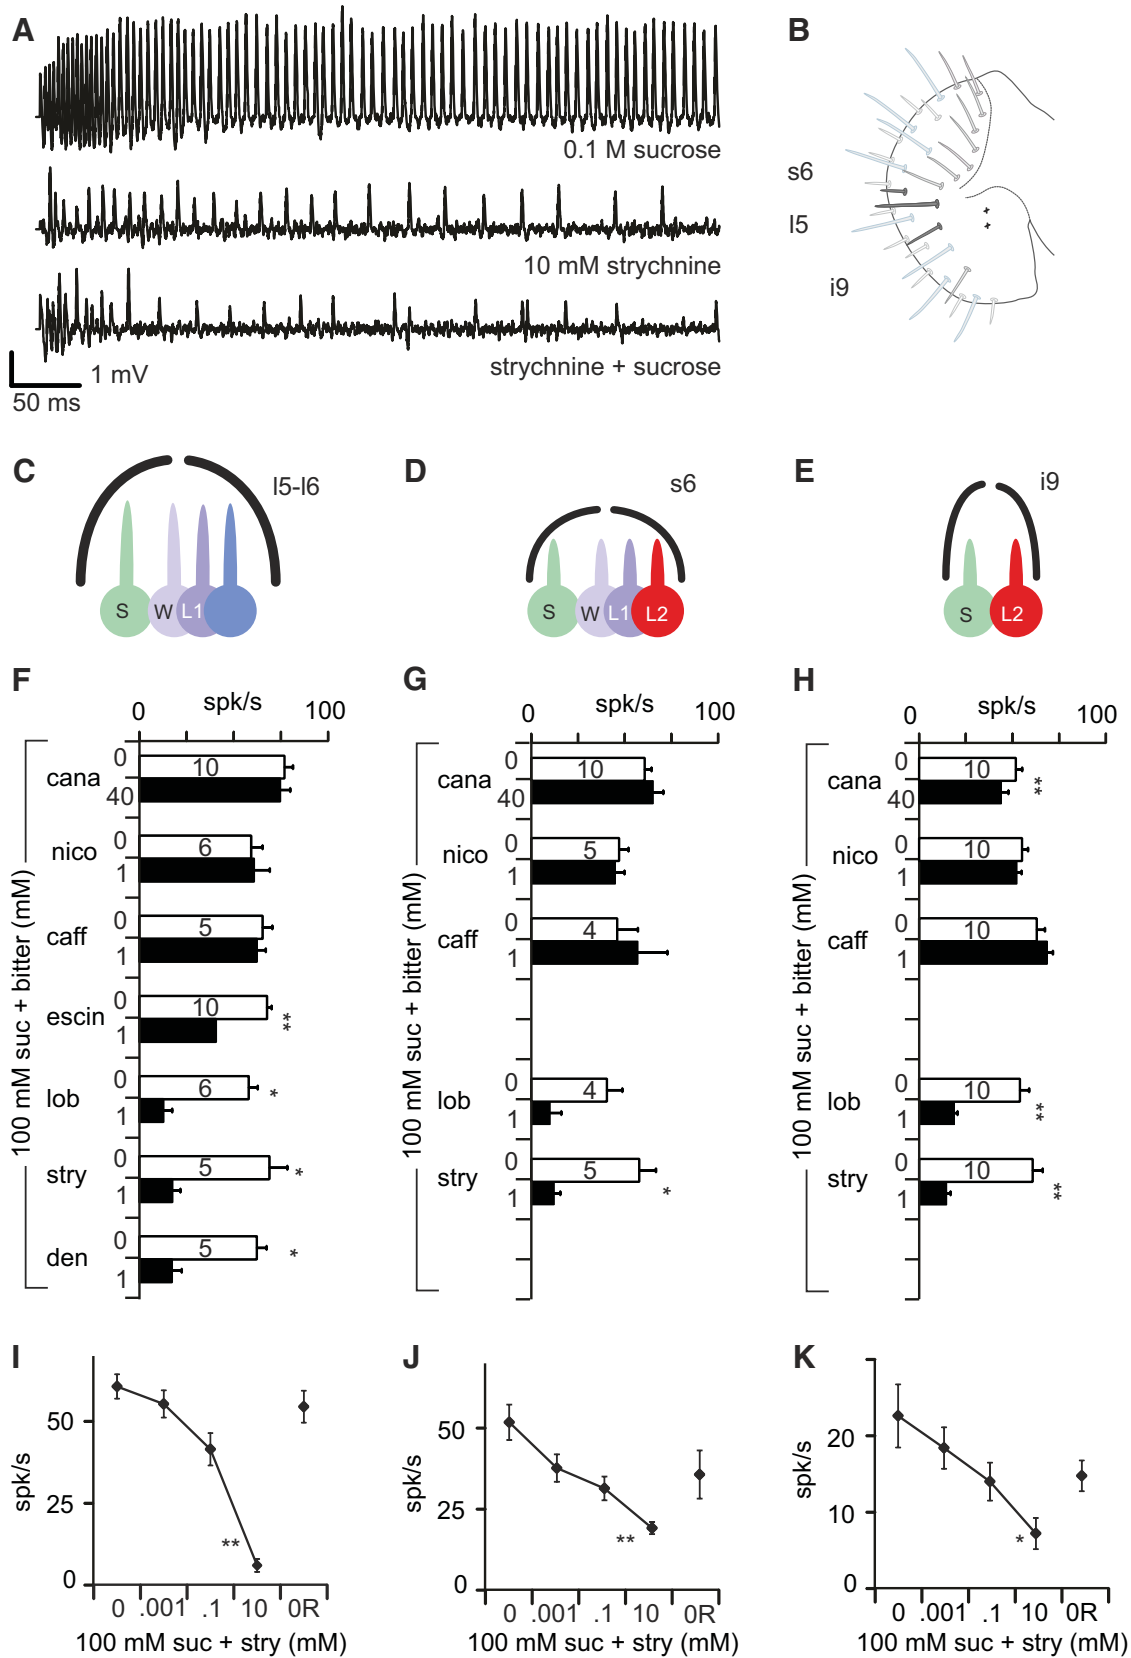 A
0.1 M sucrose
10 mM strychnine
strychnine + sucrose
1 mV
50 ms
B
s6
l5
i9
C
l5-l6
S W L1
D
s6
S W L1 L2
E
i9
S L2
F
spk/s
0 100
100 mM suc + bitter (mM)
cana 0 10
40
nico 0 6
1
caff 0 5
1
escin 0 10 **
1
lob 0 6 *
1
stry 0 5 *
1
den 0 5 *
1
G
spk/s
0 100
100 mM suc + bitter (mM)
cana 0 10
40
nico 0 5
1
caff 0 4
1
lob 0 4
1
stry 0 5
1 *
H
spk/s
0 100
100 mM suc + bitter (mM)
cana 0 10 **
40
nico 0 10
1
caff 0 10
1
lob 0 10 **
1
stry 0 10 **
1
I
spk/s
50
25
0
**
0 .001 .1 10 0R
100 mM suc + stry (mM)
J
spk/s
50
25
0
**
0 .001 .1 10 0R
100 mM suc + stry (mM)
K
spk/s
20
10
0
*
0 .001 .1 10 0R
100 mM suc + stry (mM)